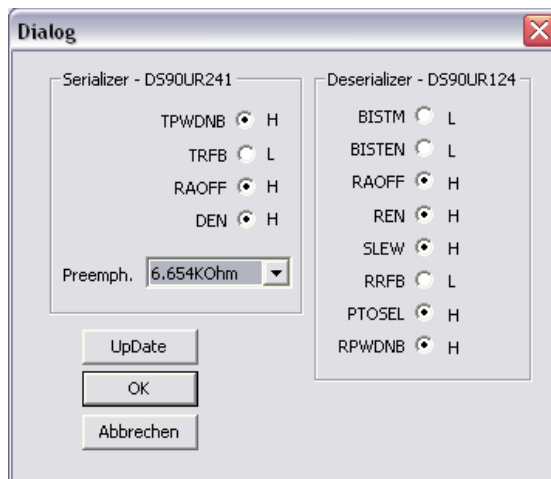 Dialog
Serializer - DS90UR241
TPWDNB H
TRFB L
RAOFF H
DEN H
Preemph. 6.654KOhm
Deserializer - DS90UR124
BISTM L
BISTEN L
RAOFF H
REN H
SLEW H
RRFB L
PTOSEL H
RPWDNB H
UpDate
OK
Abbrechen